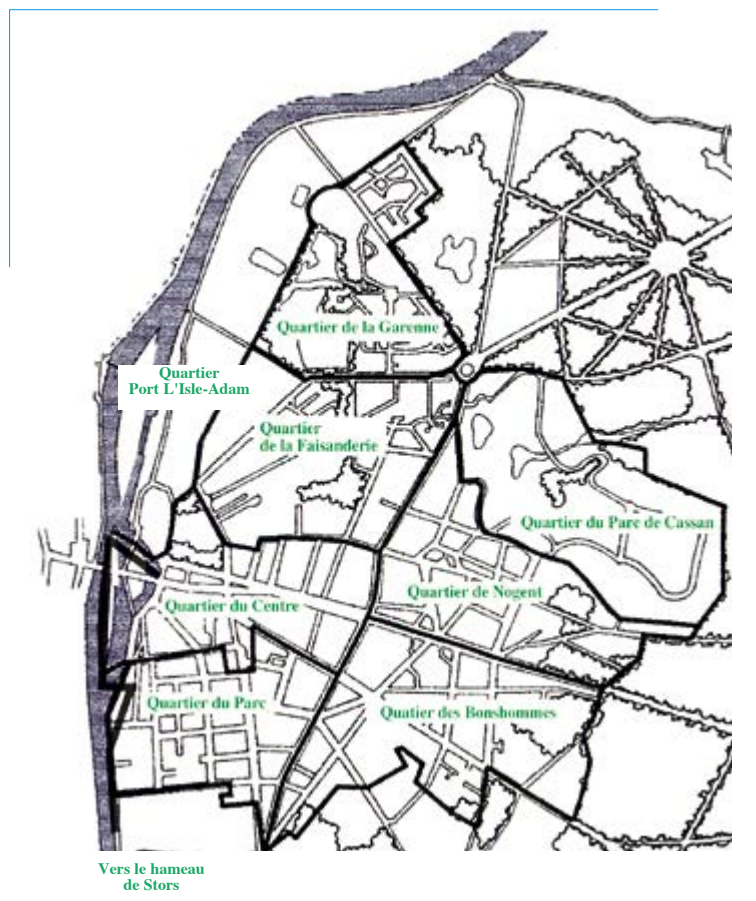 Quartier de la Garenne
Quartier
Port L'Isle-Adam
Quartier
de la Faisanderie
Quartier du Parc de Cassan
Quartier de Nogent
Quartier du Centre
Quartier du Parc
Quatier des Bonshommes
Vers le hameau
de Stors